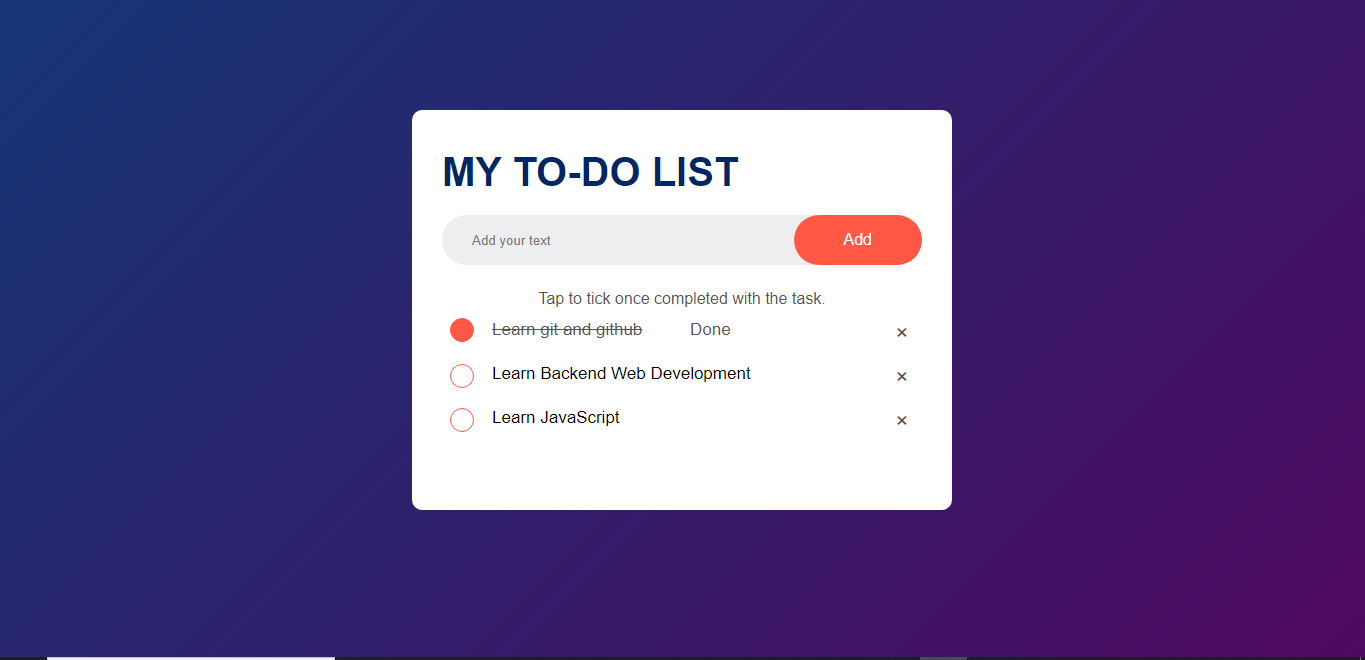 MY TO-DO LIST
Add your text Add
Tap to tick once completed with the task.
Learn git and github Done ×
Learn Backend Web Development ×
Learn JavaScript ×